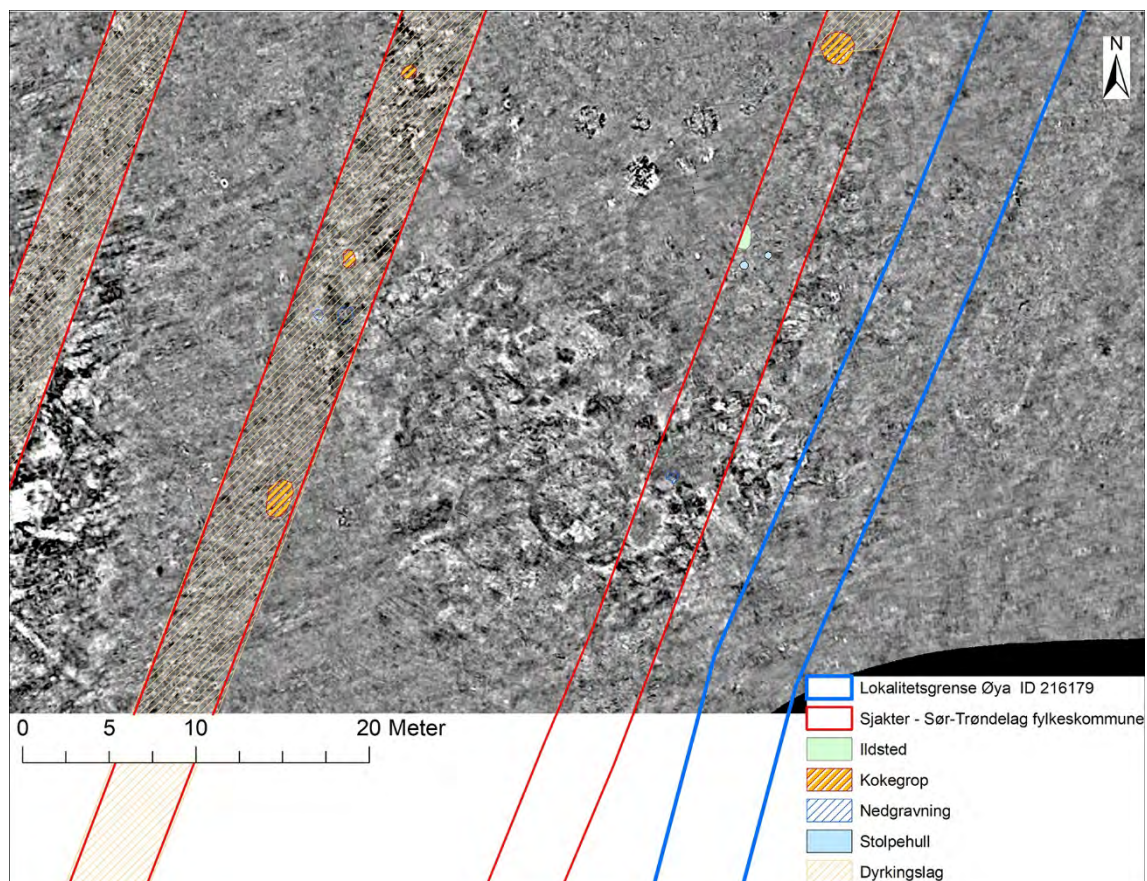 N
0 5 10 20 Meter
Lokalitetsgrense Øya ID 216179
Sjakter - Sør-Trøndelag fylkeskommune
Ildsted
Kokegrop
Nedgravning
Stolpehull
Dyrkingslag